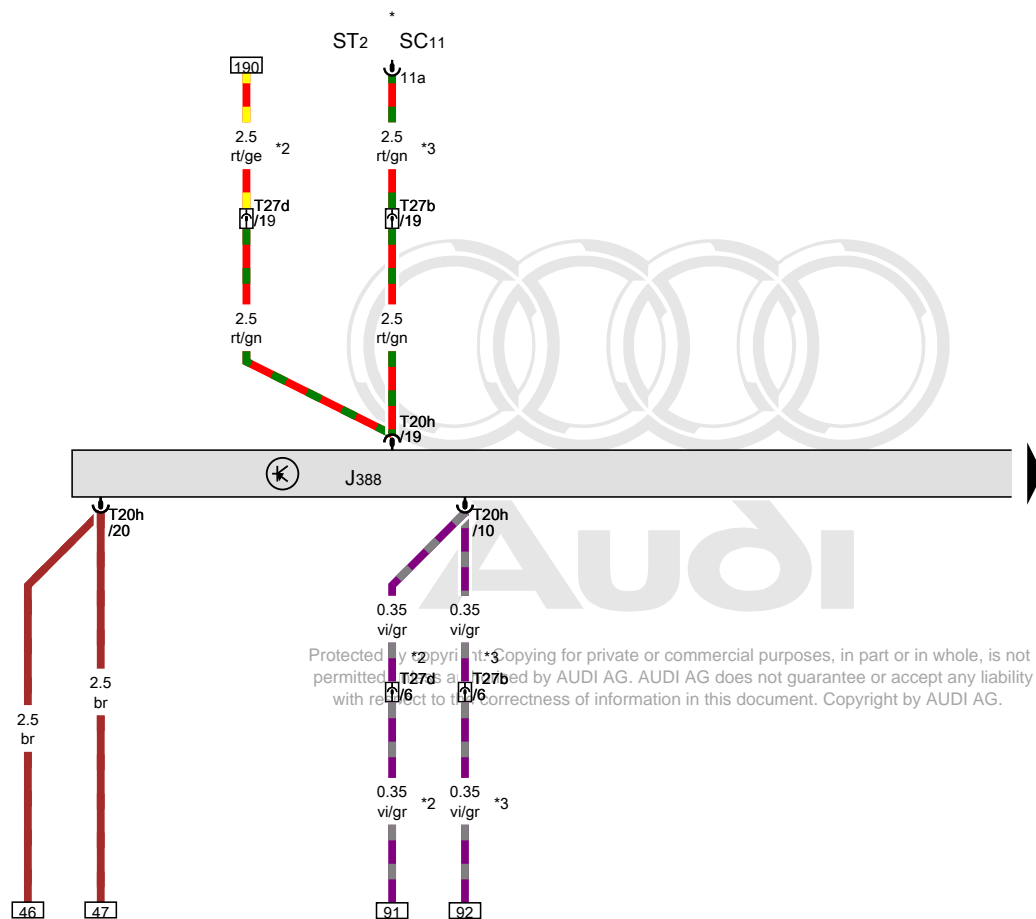 *
ST2 SC11
190
11a
2.5
rt/ge *2
2.5
rt/gn *3
T27d
/19
T27b
/19
2.5
rt/gn
2.5
rt/gn
T20h
/19
J388
T20h
/20
T20h
/10
Audi
0.35
vi/gr
*2
0.35
vi/gr
*3
T27d
/6
T27b
/6
Protected by copyright. Copying for private or commercial purposes, in part or in whole, is not
permitted unless authorised by AUDI AG. AUDI AG does not guarantee or accept any liability
with respect to the correctness of information in this document. Copyright by AUDI AG.
2.5
br
2.5
br
0.35
vi/gr *2
0.35
vi/gr *3
46
47
91
92